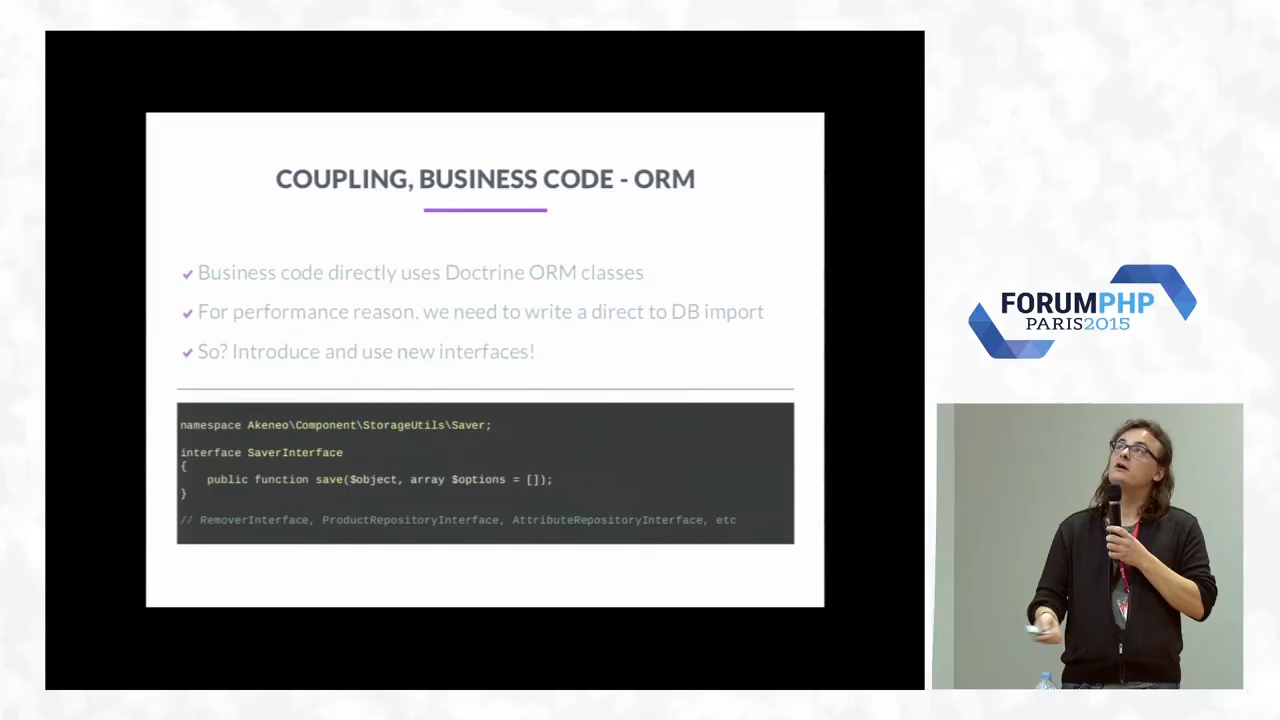 COUPLING, BUSINESS CODE - ORM
Business code directly uses Doctrine ORM classes
For performance reason, we need to write a direct to DB import
So? Introduce and use new interfaces!
namespace Akeneo\Component\StorageUtils\Saver;
interface SaverInterface
{
public function save($object, array $options = []);
}
// RemoverInterface, ProductRepositoryInterface, AttributeRepositoryInterface, etc
FORUMPHP
PARIS2015